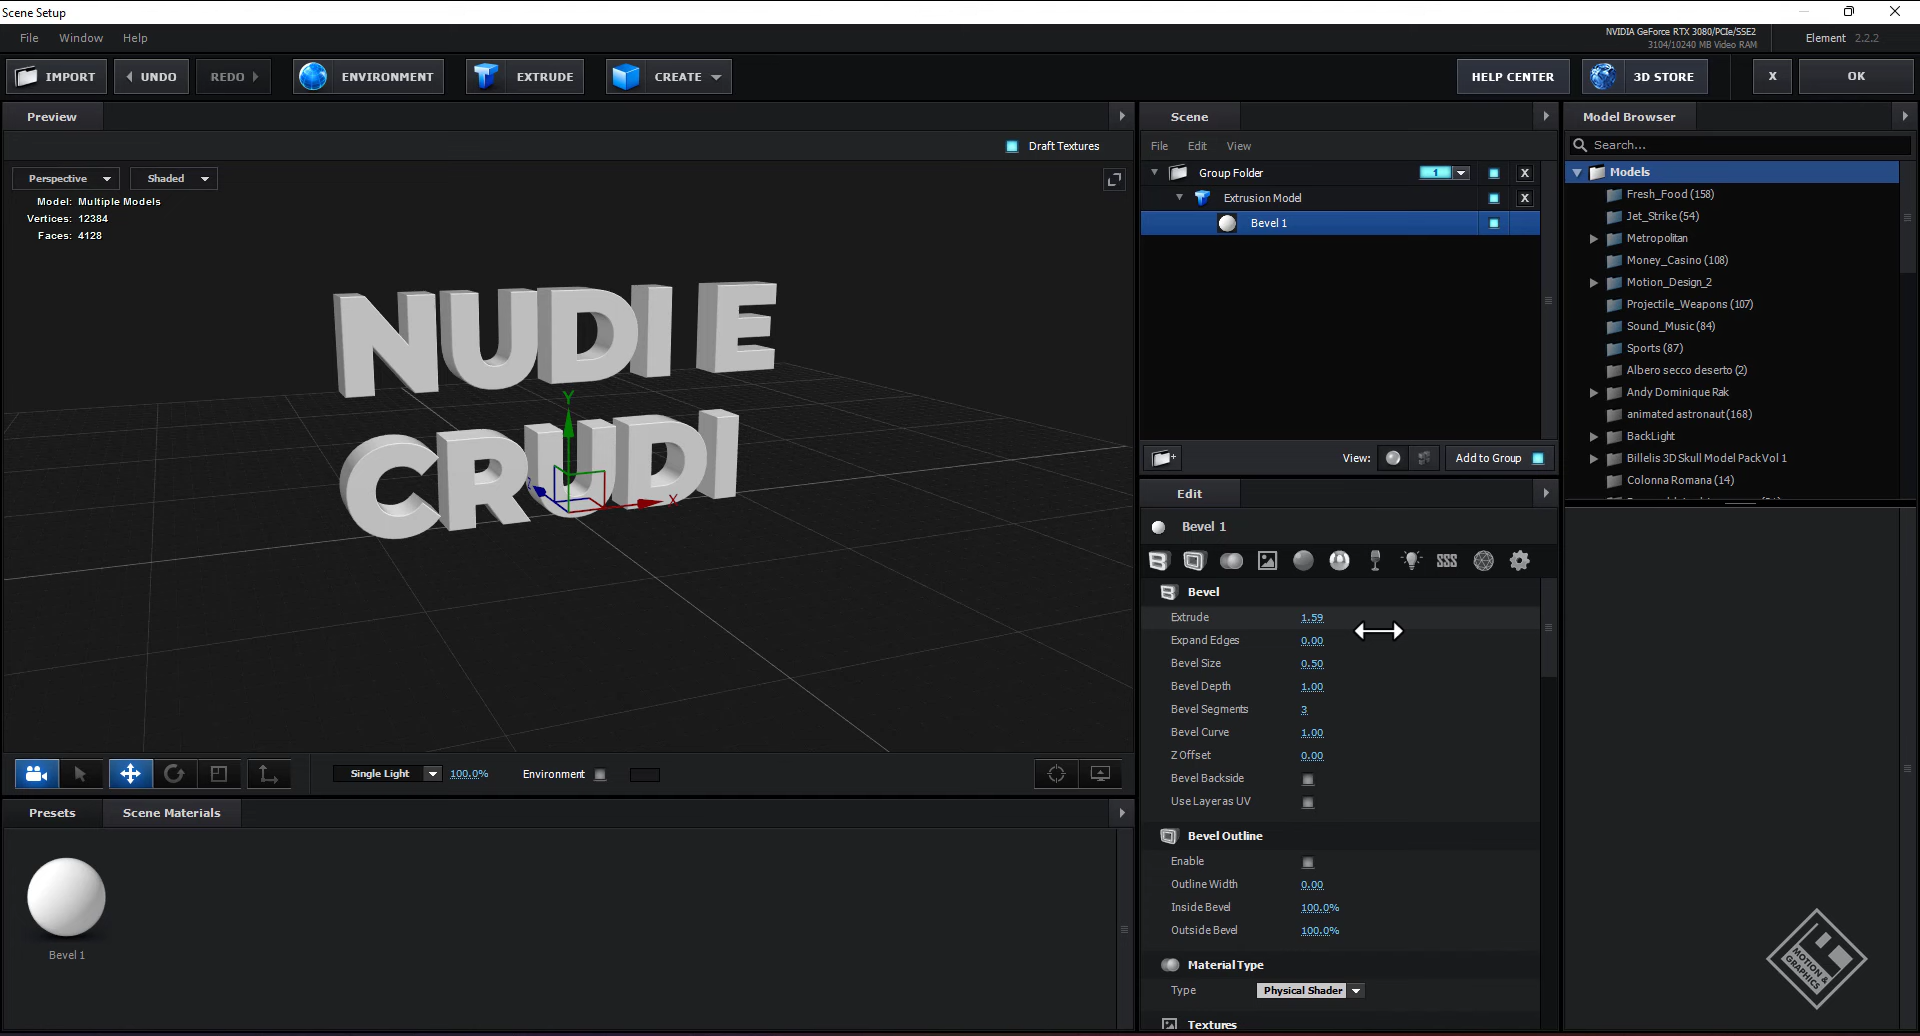 Scene Setup
File Window Help
NVIDIA GeForce RTX 3080/PCIe/SSE2
3104/10240 MB Video RAM
Element 2.2.2
IMPORT UNDO REDO ENVIRONMENT EXTRUDE CREATE HELP CENTER 3D STORE X OK
Preview
Draft Textures
Perspective Shaded
Model: Multiple Models
Vertices: 12384
Faces: 4128
NUDI E
CRUDI
Y
X
Single Light 100.0% Environment
Presets Scene Materials
Bevel 1
Scene
File Edit View
Group Folder 1 X
Extrusion Model X
Bevel 1
View: Add to Group
Edit
Bevel 1
SSS
Bevel
Extrude 1.59
Expand Edges 0.00
Bevel Size 0.50
Bevel Depth 1.00
Bevel Segments 3
Bevel Curve 1.00
Z Offset 0.00
Bevel Backside
Use Layer as UV
Bevel Outline
Enable
Outline Width 0.00
Inside Bevel 100.0%
Outside Bevel 100.0%
Material Type
Type Physical Shader
Textures
Model Browser
Search...
Models
Fresh_Food (158)
Jet_Strike (54)
Metropolitan
Money_Casino (108)
Motion_Design_2
Projectile_Weapons (107)
Sound_Music (84)
Sports (87)
Albero secco deserto (2)
Andy Dominique Rak
animated astronaut (168)
BackLight
Billelis 3D Skull Model Pack Vol 1
Colonna Romana (14)
MOTION &
GRAPHICS